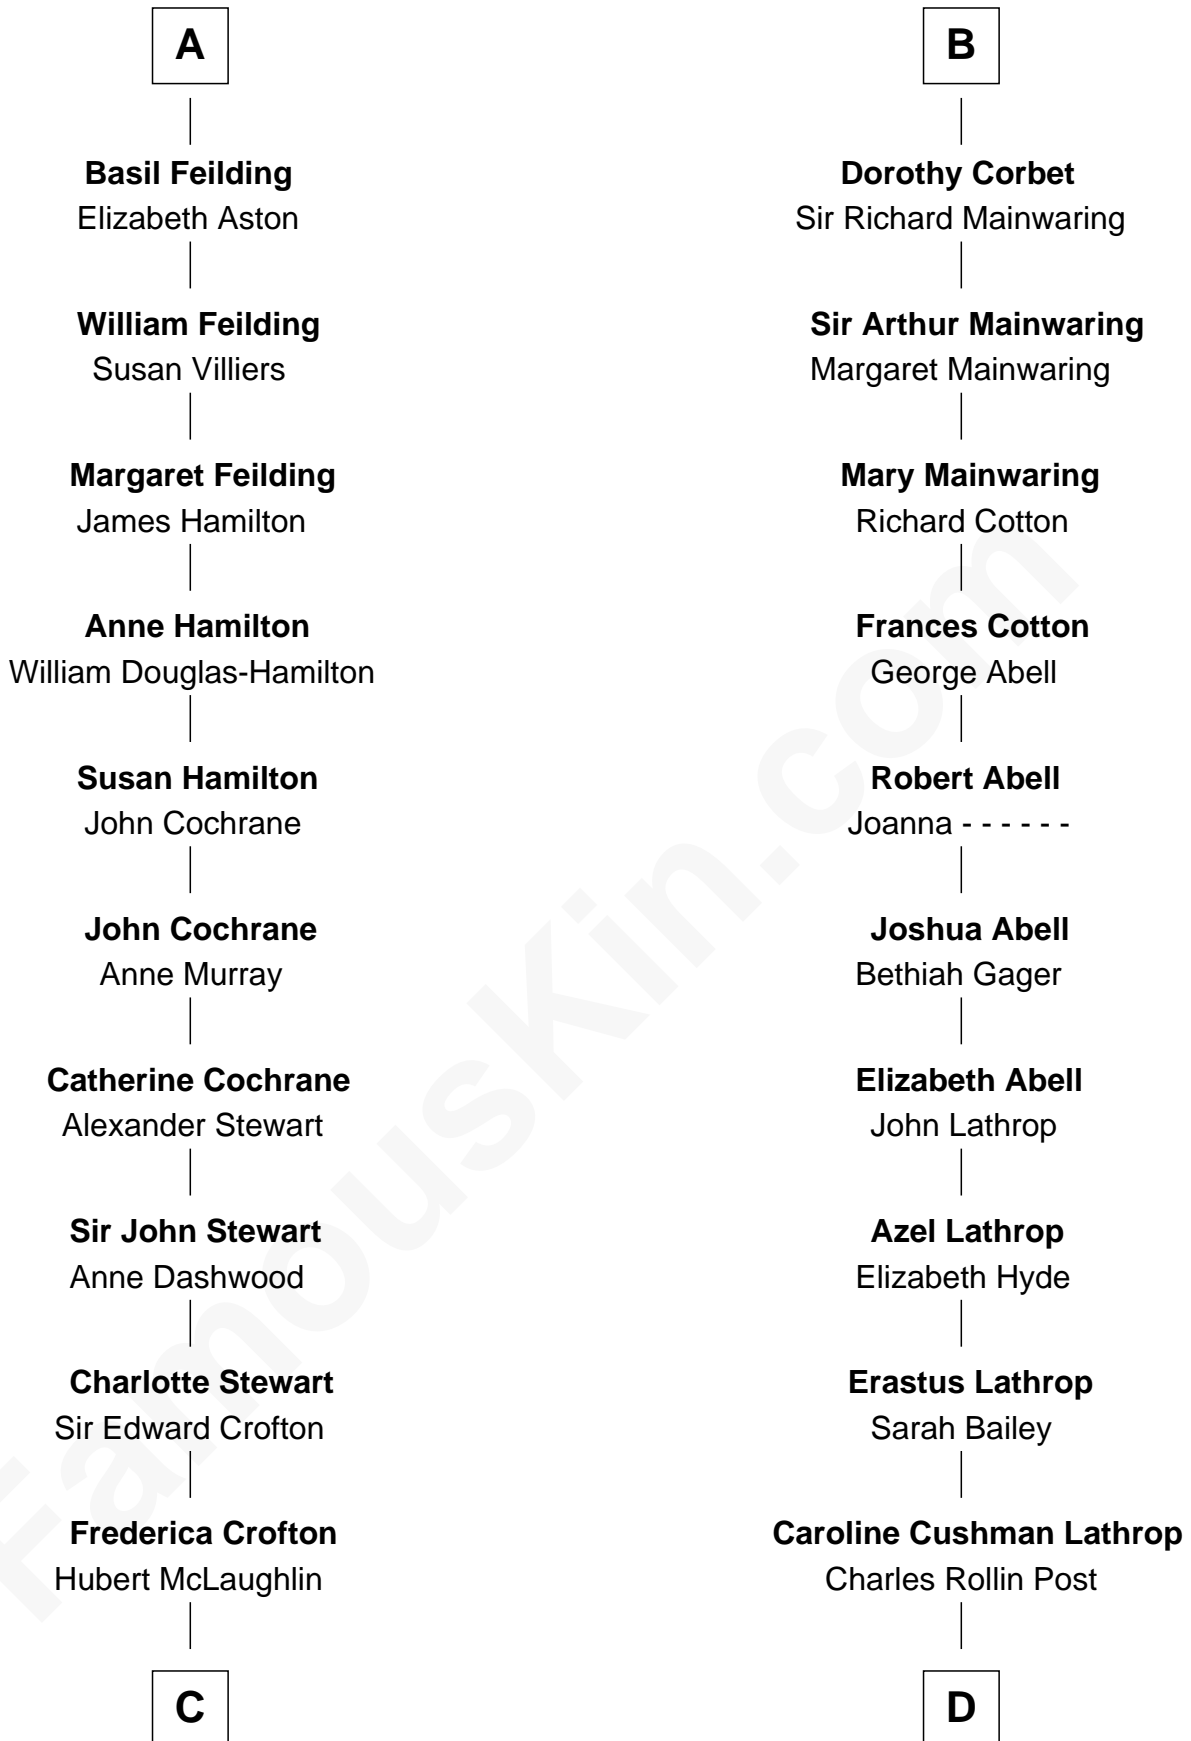 A
Basil Feilding
Elizabeth Aston
William Feilding
Susan Villiers
Margaret Feilding
James Hamilton
Anne Hamilton
William Douglas-Hamilton
Susan Hamilton
John Cochrane
John Cochrane
Anne Murray
Catherine Cochrane
Alexander Stewart
Sir John Stewart
Anne Dashwood
Charlotte Stewart
Sir Edward Crofton
Frederica Crofton
Hubert McLaughlin
C
B
Dorothy Corbet
Sir Richard Mainwaring
Sir Arthur Mainwaring
Margaret Mainwaring
Mary Mainwaring
Richard Cotton
Frances Cotton
George Abell
Robert Abell
Joanna - - - - - -
Joshua Abell
Bethiah Gager
Elizabeth Abell
John Lathrop
Azel Lathrop
Elizabeth Hyde
Erastus Lathrop
Sarah Bailey
Caroline Cushman Lathrop
Charles Rollin Post
D
FamousKin.com